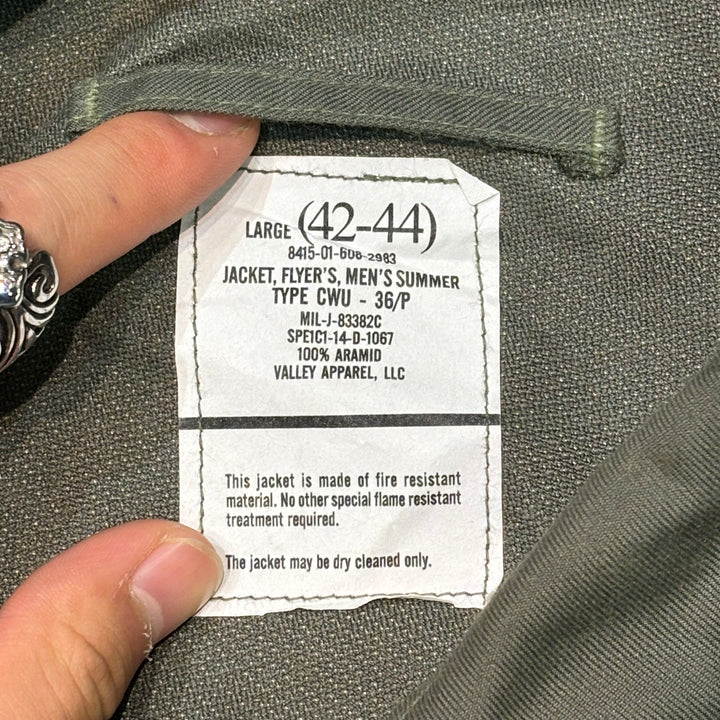 LARGE (42-44)
8415-01-606-2983
JACKET, FLYER'S, MEN'S SUMMER
TYPE CWU - 36/P
MIL-J-83382C
SPE1C1-14-D-1067
100% ARAMID
VALLEY APPAREL, LLC
This jacket is made of fire resistant
material. No other special flame resistant
treatment required.
The jacket may be dry cleaned only.